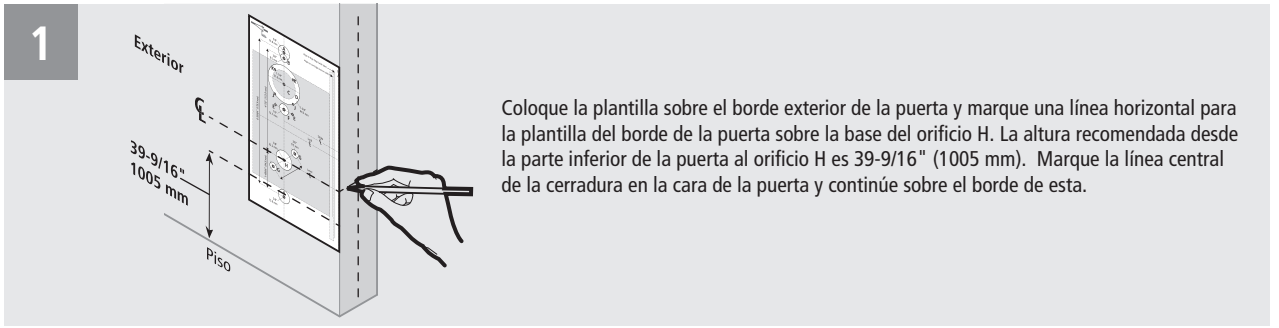 1
Exterior
℄
39-9/16"
1005 mm
Piso
Coloque la plantilla sobre el borde exterior de la puerta y marque una línea horizontal para
la plantilla del borde de la puerta sobre la base del orificio H. La altura recomendada desde
la parte inferior de la puerta al orificio H es 39-9/16" (1005 mm).  Marque la línea central
de la cerradura en la cara de la puerta y continúe sobre el borde de esta.